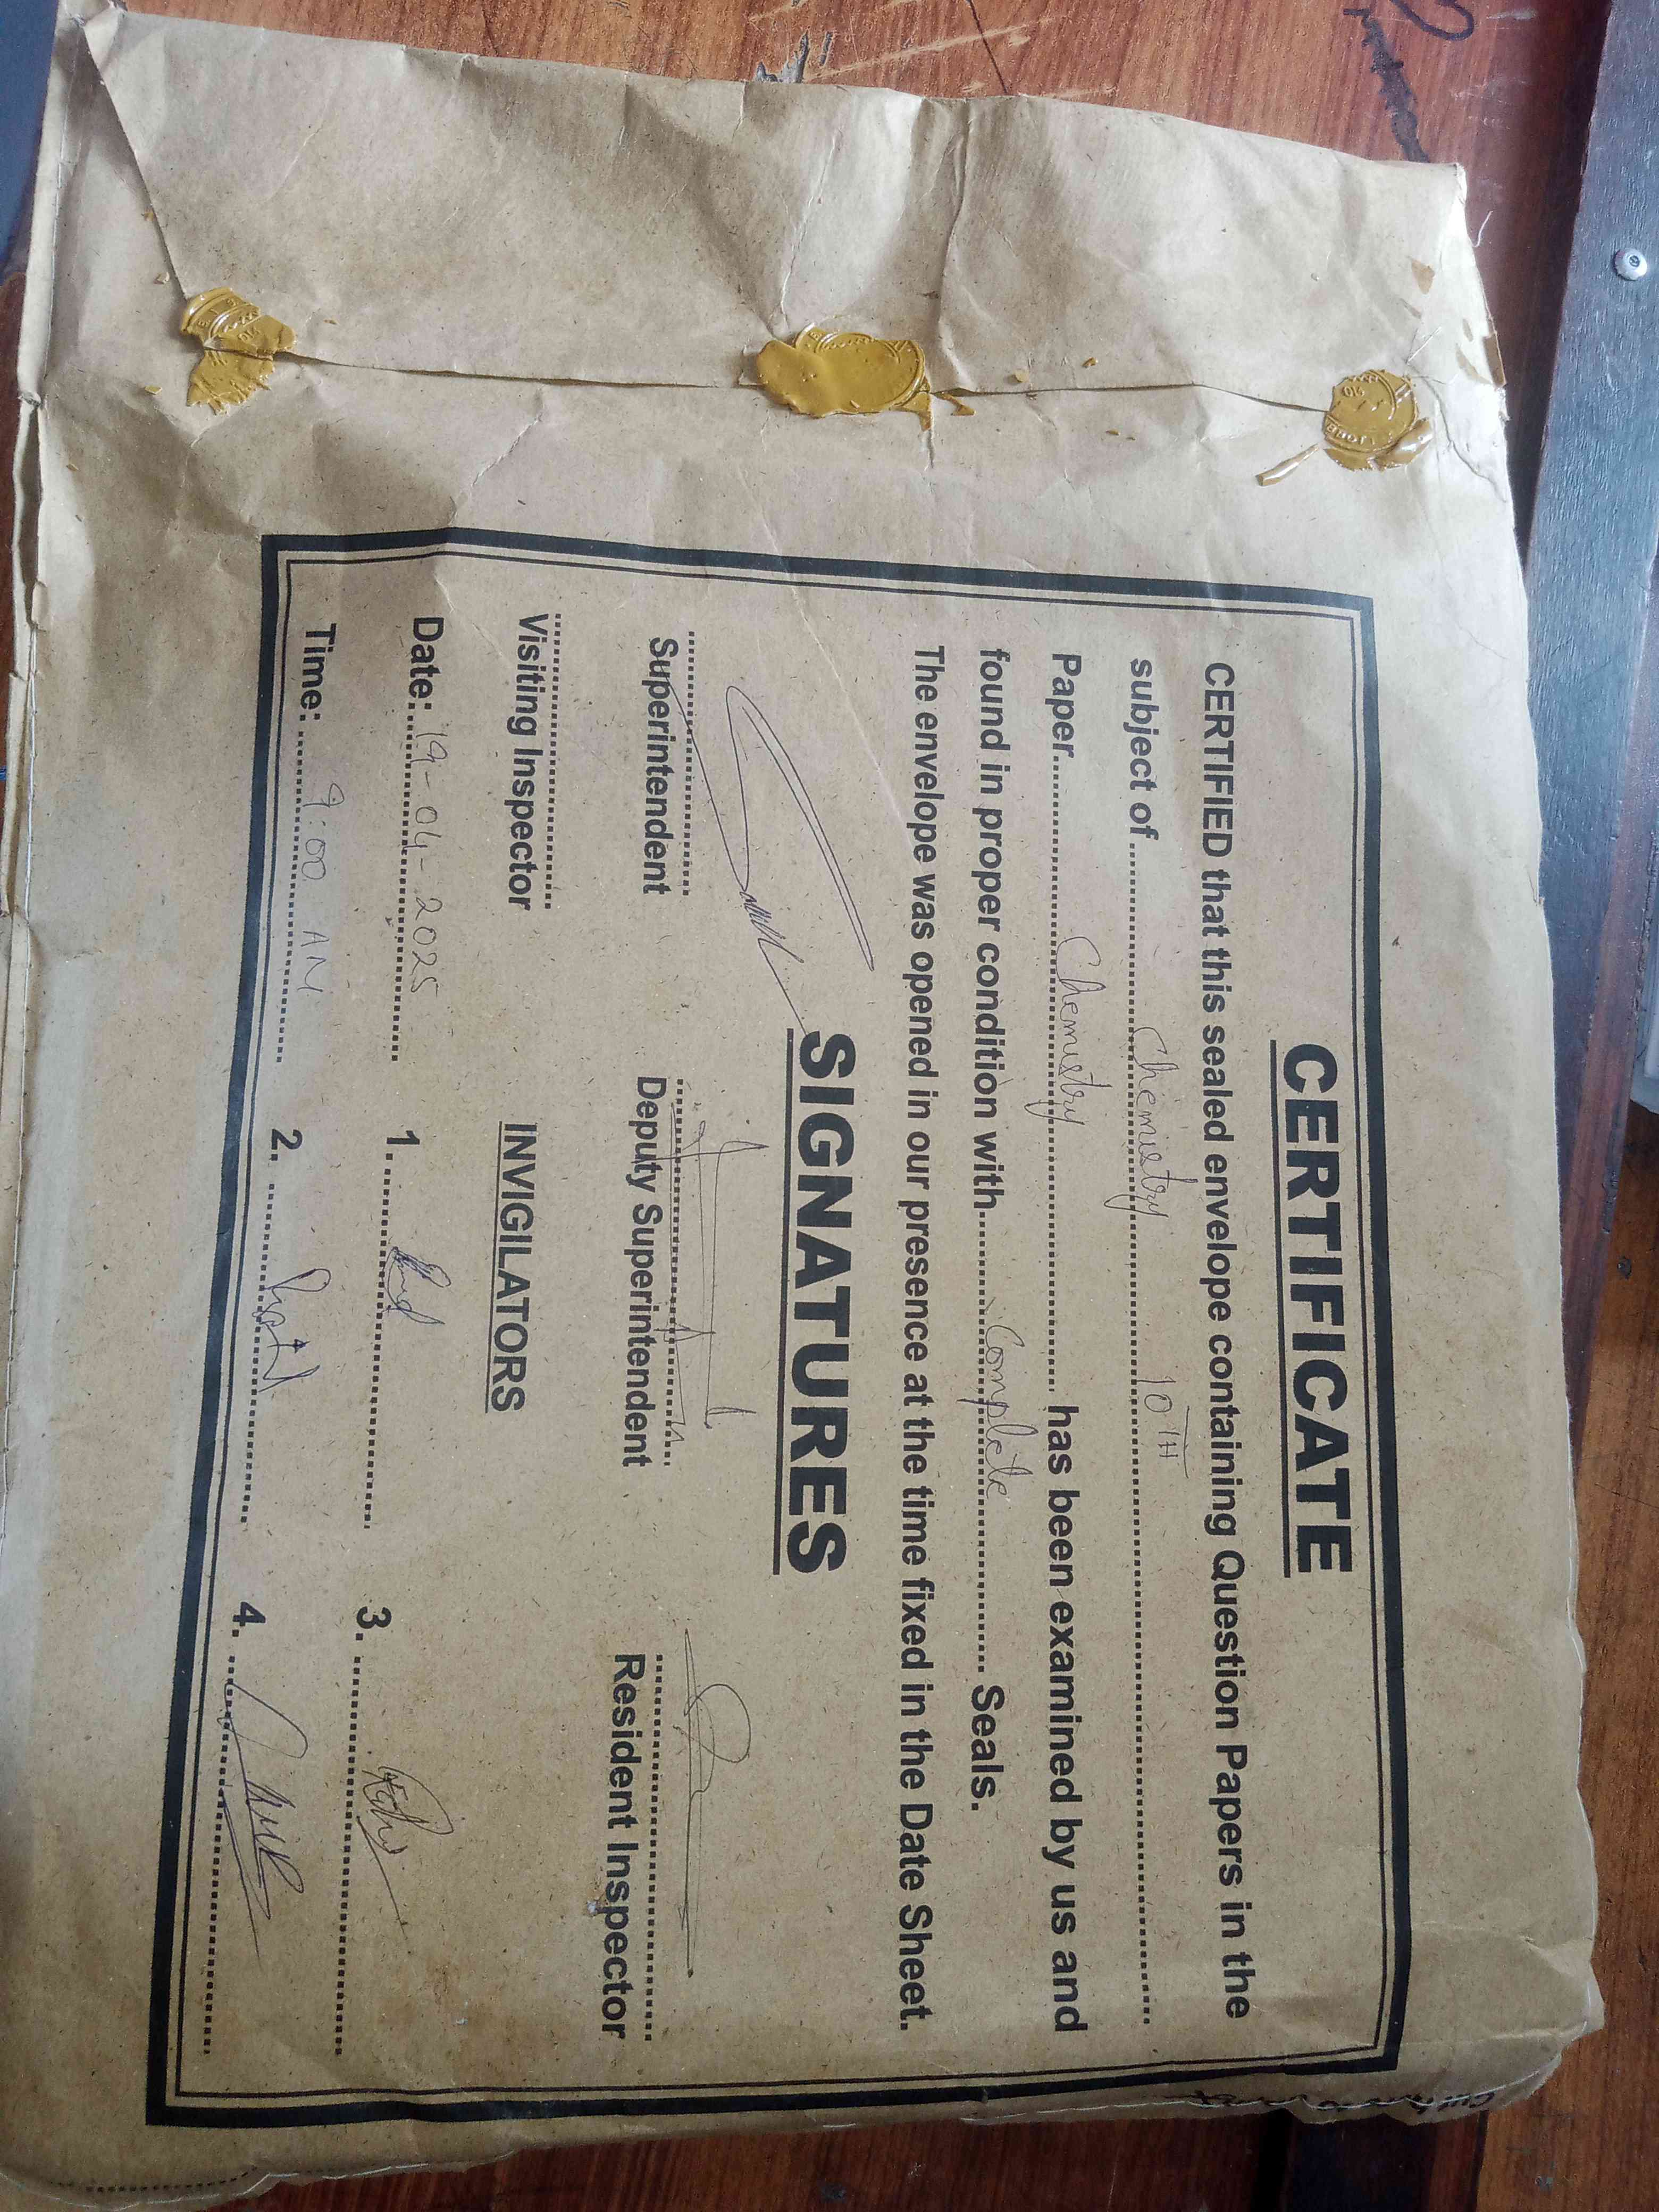 CERTIFICATE
CERTIFIED that this sealed envelope containing Question Papers in the
subject of ........ Chemistry 10TH ........
Paper........ Chemistry ........ has been examined by us and
found in proper condition with........ Complete ........ Seals.
The envelope was opened in our presence at the time fixed in the Date Sheet.
SIGNATURES
Superintendent Deputy Superintendent Resident Inspector
Visiting Inspector INVIGILATORS
Date: 19-04-2025 1. 3.
Time: 9:00 AM 2. 4.